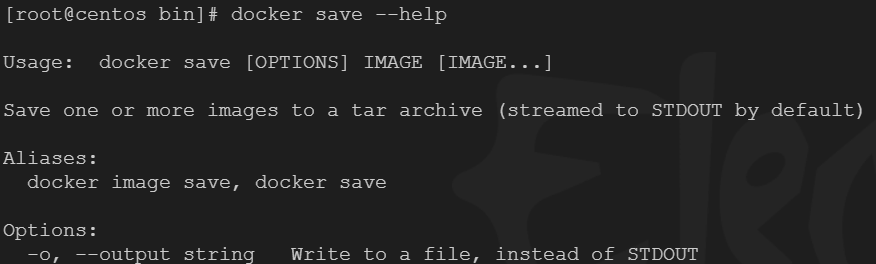 [root@centos bin]# docker save --help
Usage:  docker save [OPTIONS] IMAGE [IMAGE...]
Save one or more images to a tar archive (streamed to STDOUT by default)
Aliases:
  docker image save, docker save
Options:
  -o, --output string   Write to a file, instead of STDOUT